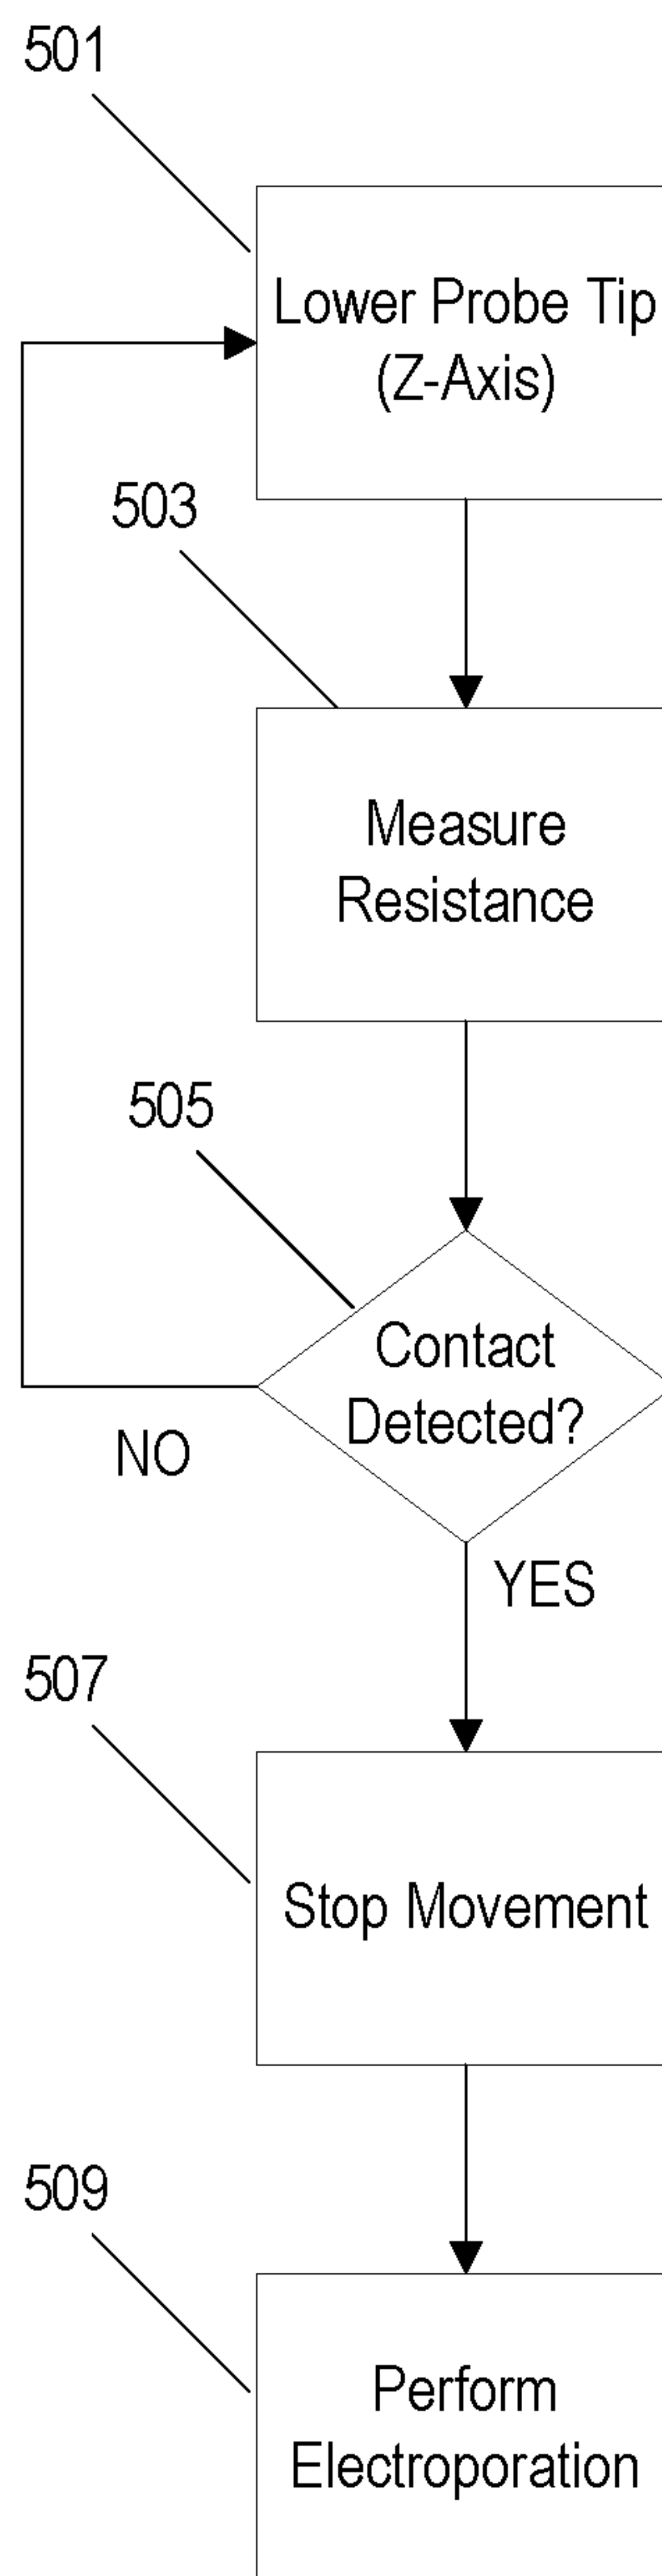 501
Lower Probe Tip
(Z-Axis)
503
Measure
Resistance
505
Contact
Detected?
NO
YES
507
Stop Movement
509
Perform
Electroporation